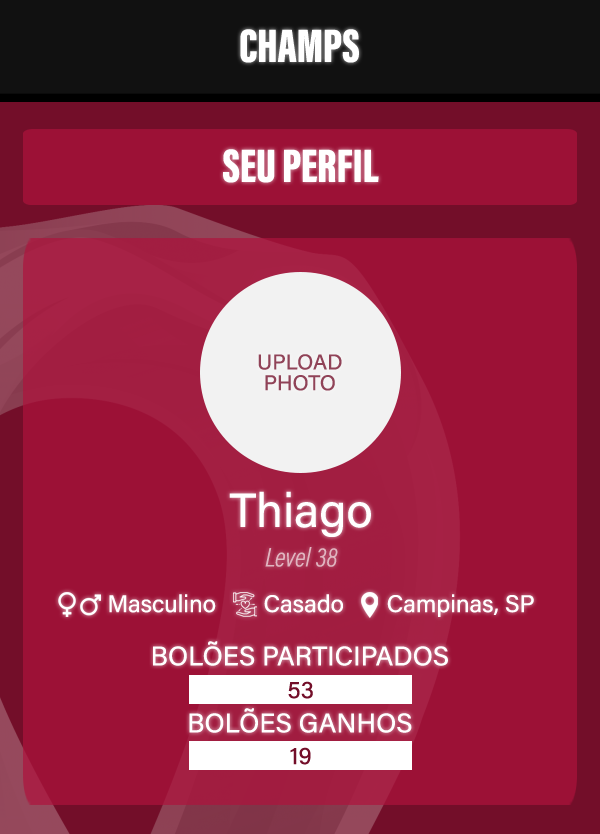 CHAMPS
SEU PERFIL
UPLOAD
PHOTO
Thiago
Level 38
Masculino Casado Campinas, SP
BOLÕES PARTICIPADOS
53
BOLÕES GANHOS
19